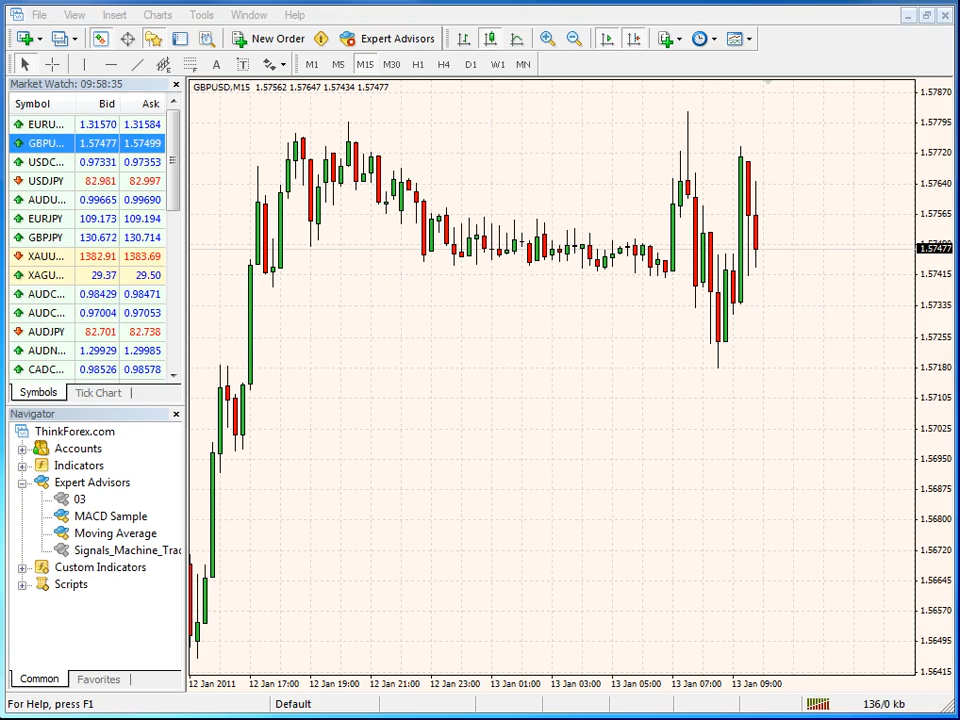 File View Insert Charts Tools Window Help
New Order Expert Advisors
A T M1 M5 M15 M30 H1 H4 D1 W1 MN
Market Watch: 09:58:35
Symbol Bid Ask
EURU... 1.31570 1.31584
GBPU... 1.57477 1.57499
USDC... 0.97331 0.97353
USDJPY 82.981 82.997
AUDU... 0.99665 0.99690
EURJPY 109.173 109.194
GBPJPY 130.672 130.714
XAUU... 1382.91 1383.69
XAGU... 29.37 29.50
AUDC... 0.98429 0.98471
AUDC... 0.97004 0.97053
AUDJPY 82.701 82.738
AUDN... 1.29929 1.29985
CADC... 0.98526 0.98578
Symbols Tick Chart
Navigator
ThinkForex.com
Accounts
Indicators
Expert Advisors
03
MACD Sample
Moving Average
Signals_Machine_Trac
Custom Indicators
Scripts
Common Favorites
GBPUSD,M15 1.57562 1.57647 1.57434 1.57477
1.57870
1.57795
1.57720
1.57640
1.57565
1.57477
1.57415
1.57335
1.57255
1.57180
1.57105
1.57025
1.56950
1.56875
1.56800
1.56720
1.56645
1.56570
1.56495
1.56415
12 Jan 2011 12 Jan 17:00 12 Jan 19:00 12 Jan 21:00 12 Jan 23:00 13 Jan 01:00 13 Jan 03:00 13 Jan 05:00 13 Jan 07:00 13 Jan 09:00
For Help, press F1 Default 136/0 kb